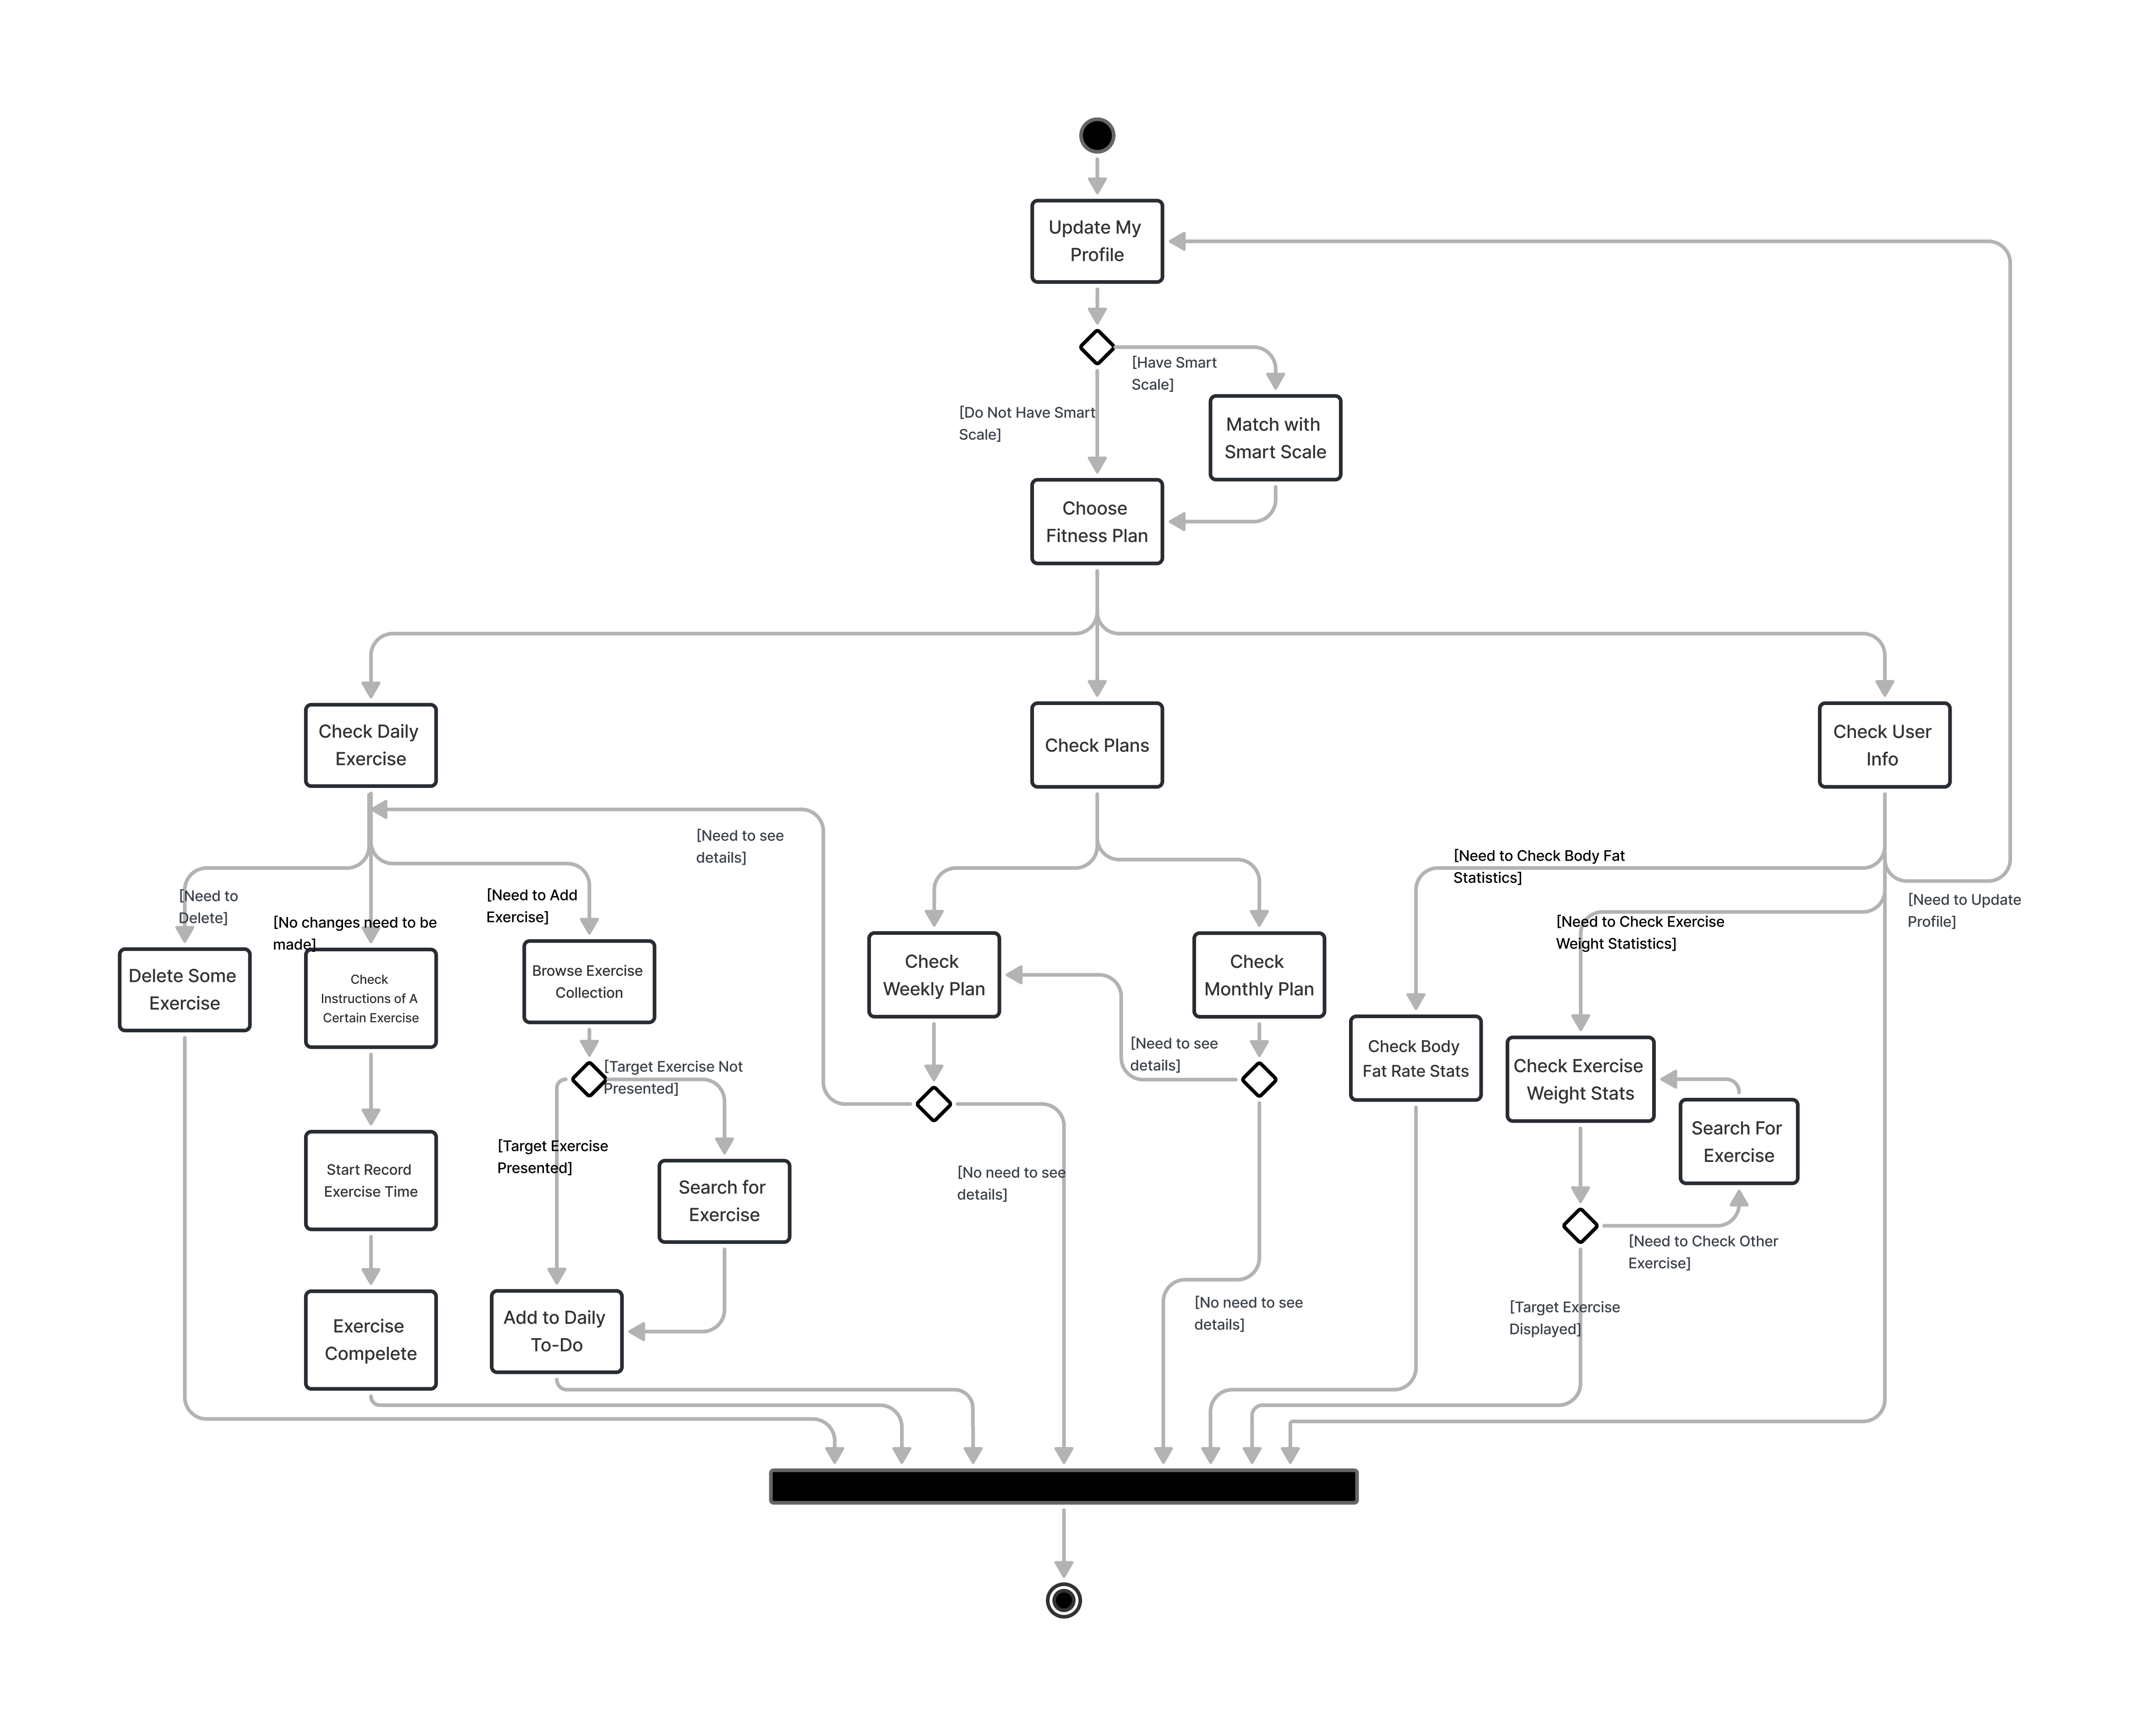 Update My
Profile
[Have Smart
Scale]
[Do Not Have Smart
Scale]
Match with
Smart Scale
Choose
Fitness Plan
Check Daily
Exercise
Check Plans
Check User
Info
[Need to see
details]
[Need to Check Body Fat
Statistics]
[Need to
Delete]
[No changes need to be
made]
[Need to Add
Exercise]
[Need to Check Exercise
Weight Statistics]
[Need to Update
Profile]
Delete Some
Exercise
Check
Instructions of A
Certain Exercise
Browse Exercise
Collection
Check
Weekly Plan
Check
Monthly Plan
[Need to see
details]
Check Body
Fat Rate Stats
Check Exercise
Weight Stats
[Target Exercise Not
Presented]
[Target Exercise
Presented]
Search For
Exercise
Start Record
Exercise Time
Search for
Exercise
[No need to see
details]
[Need to Check Other
Exercise]
[No need to see
details]
[Target Exercise
Displayed]
Exercise
Compelete
Add to Daily
To-Do